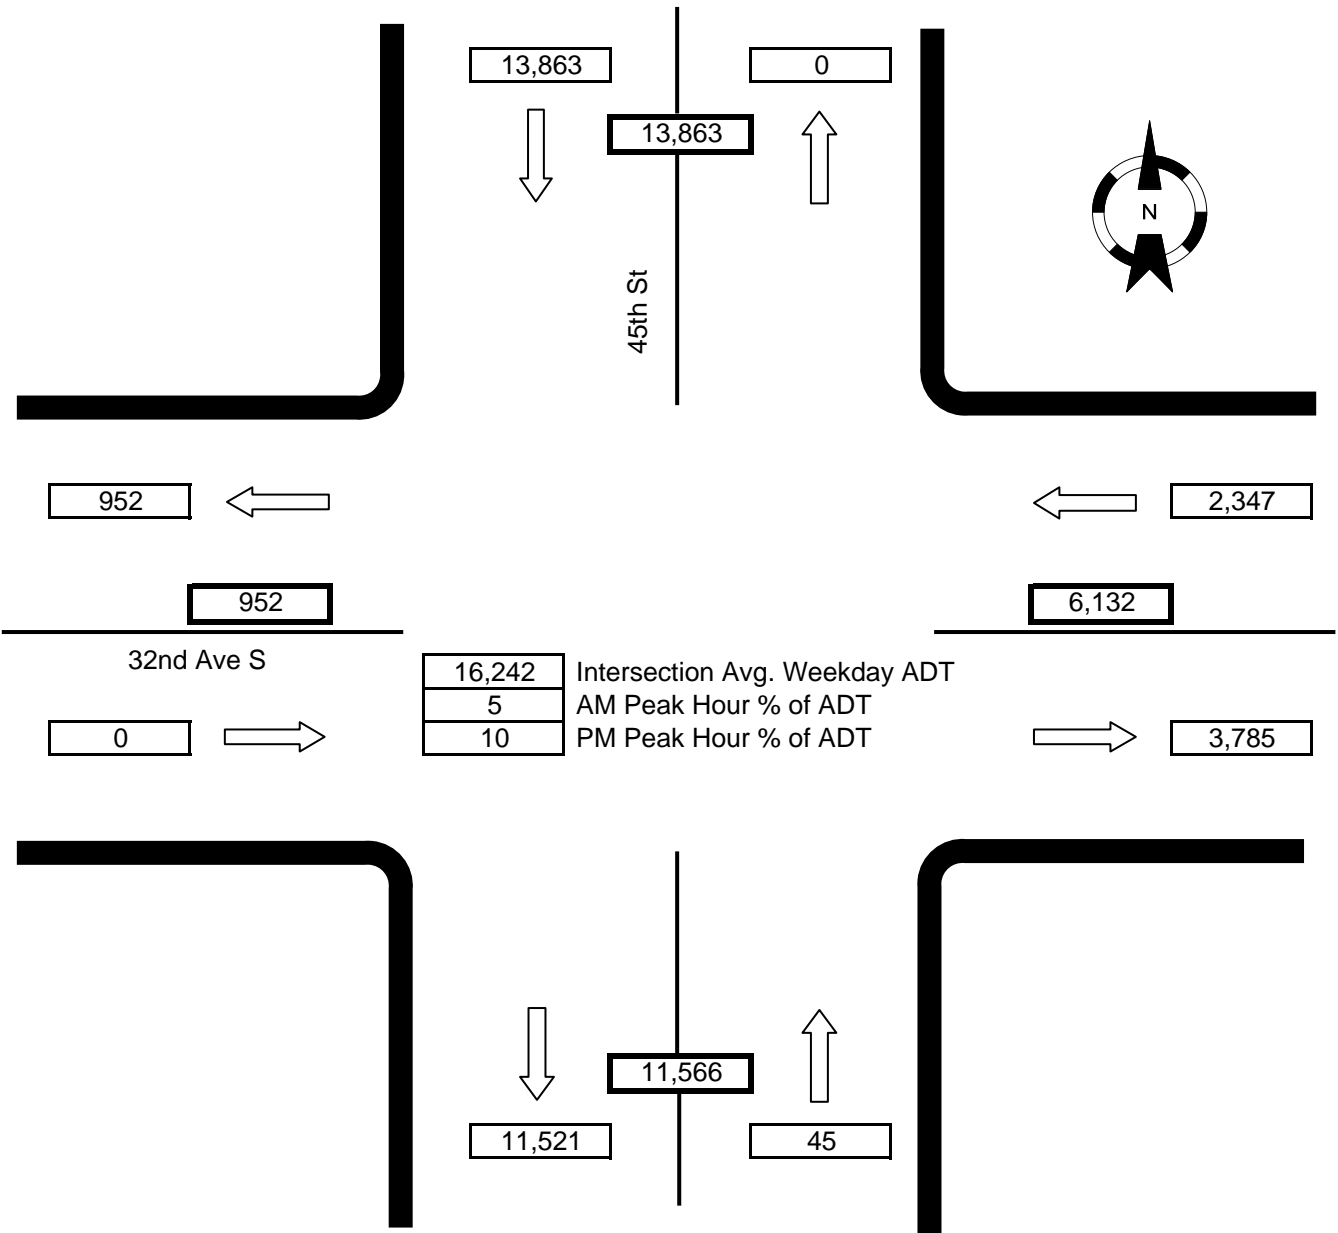 13,863
0
13,863
N
45th St
952
2,347
952
6,132
32nd Ave S
16,242 Intersection Avg. Weekday ADT
5 AM Peak Hour % of ADT
10 PM Peak Hour % of ADT
0
3,785
11,566
11,521
45